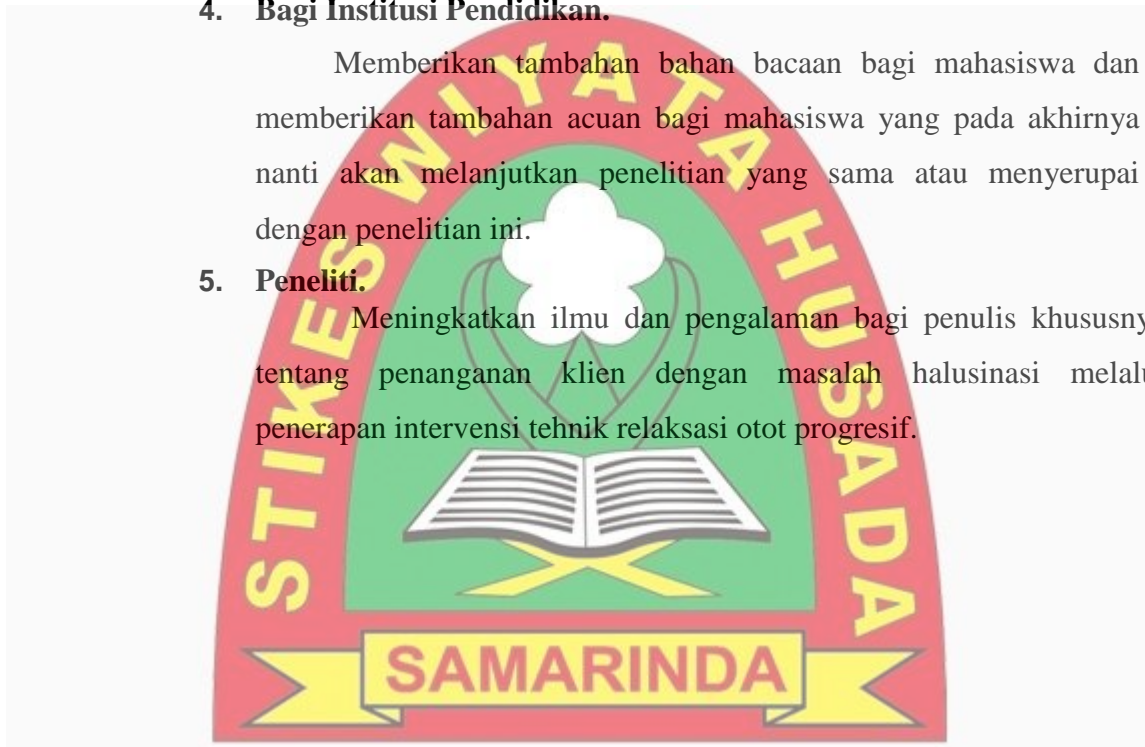 4. Bagi Institusi Pendidikan.
Memberikan tambahan bahan bacaan bagi mahasiswa dan
memberikan tambahan acuan bagi mahasiswa yang pada akhirnya
nanti akan melanjutkan penelitian yang sama atau menyerupai
dengan penelitian ini.
5. Peneliti.
Meningkatkan ilmu dan pengalaman bagi penulis khususny
tentang penanganan klien dengan masalah halusinasi melalu
penerapan intervensi tehnik relaksasi otot progresif.
STIKES WIYATA HUSADA
SAMARINDA